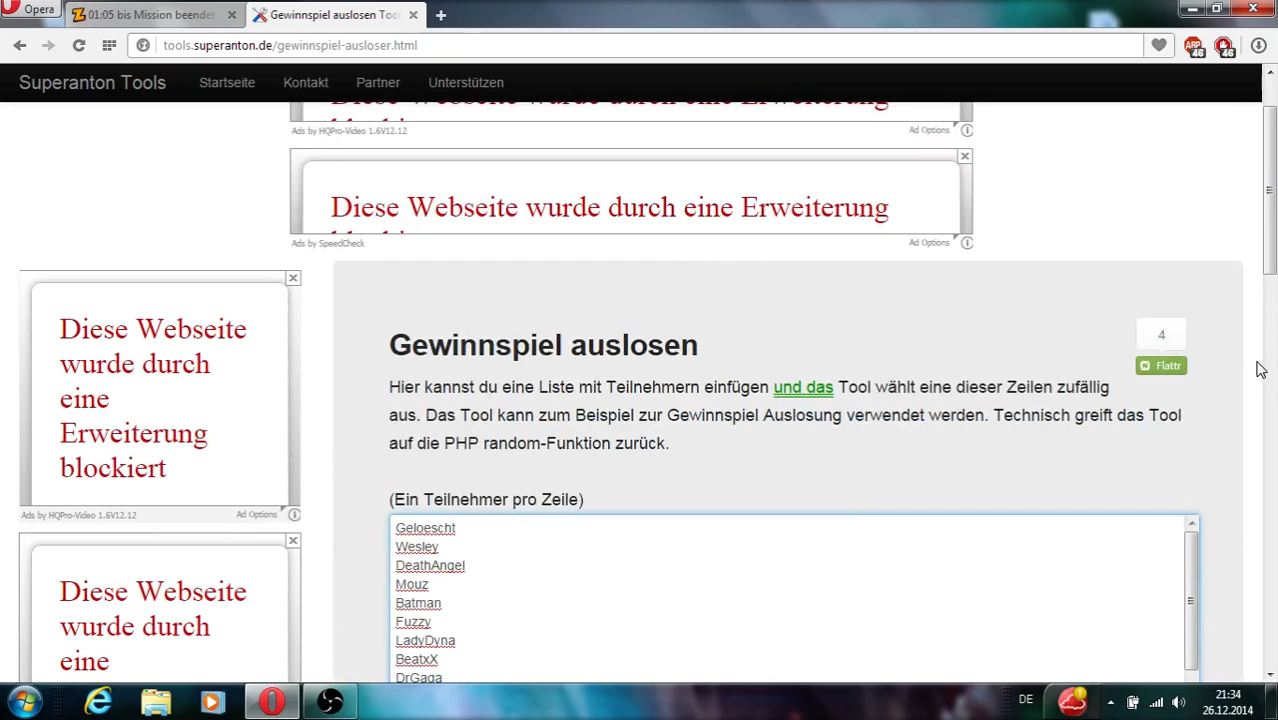 Opera
01:05 bis Mission beendet
Gewinnspiel auslosen Too
tools.superanton.de/gewinnspiel-ausloser.html
ABP
46
46
Superanton Tools
Startseite
Kontakt
Partner
Unterstützen
Diese Webseite wurde durch eine Erweiterung
Ads by HQPro-Video 1.6V12.12
Ad Options
Diese Webseite wurde durch eine Erweiterung
Ads by SpeedCheck
Ad Options
Diese Webseite
wurde durch
eine
Erweiterung
blockiert
Ads by HQPro-Video 1.6V12.12
Ad Options
Diese Webseite
wurde durch
eine
Gewinnspiel auslosen
4
Flattr
Hier kannst du eine Liste mit Teilnehmern einfügen und das Tool wählt eine dieser Zeilen zufällig
aus. Das Tool kann zum Beispiel zur Gewinnspiel Auslosung verwendet werden. Technisch greift das Tool
auf die PHP random-Funktion zurück.
(Ein Teilnehmer pro Zeile)
Geloescht
Wesley
DeathAngel
Mouz
Batman
Fuzzy
LadyDyna
BeatxX
DrGaga
DE
21:34
26.12.2014